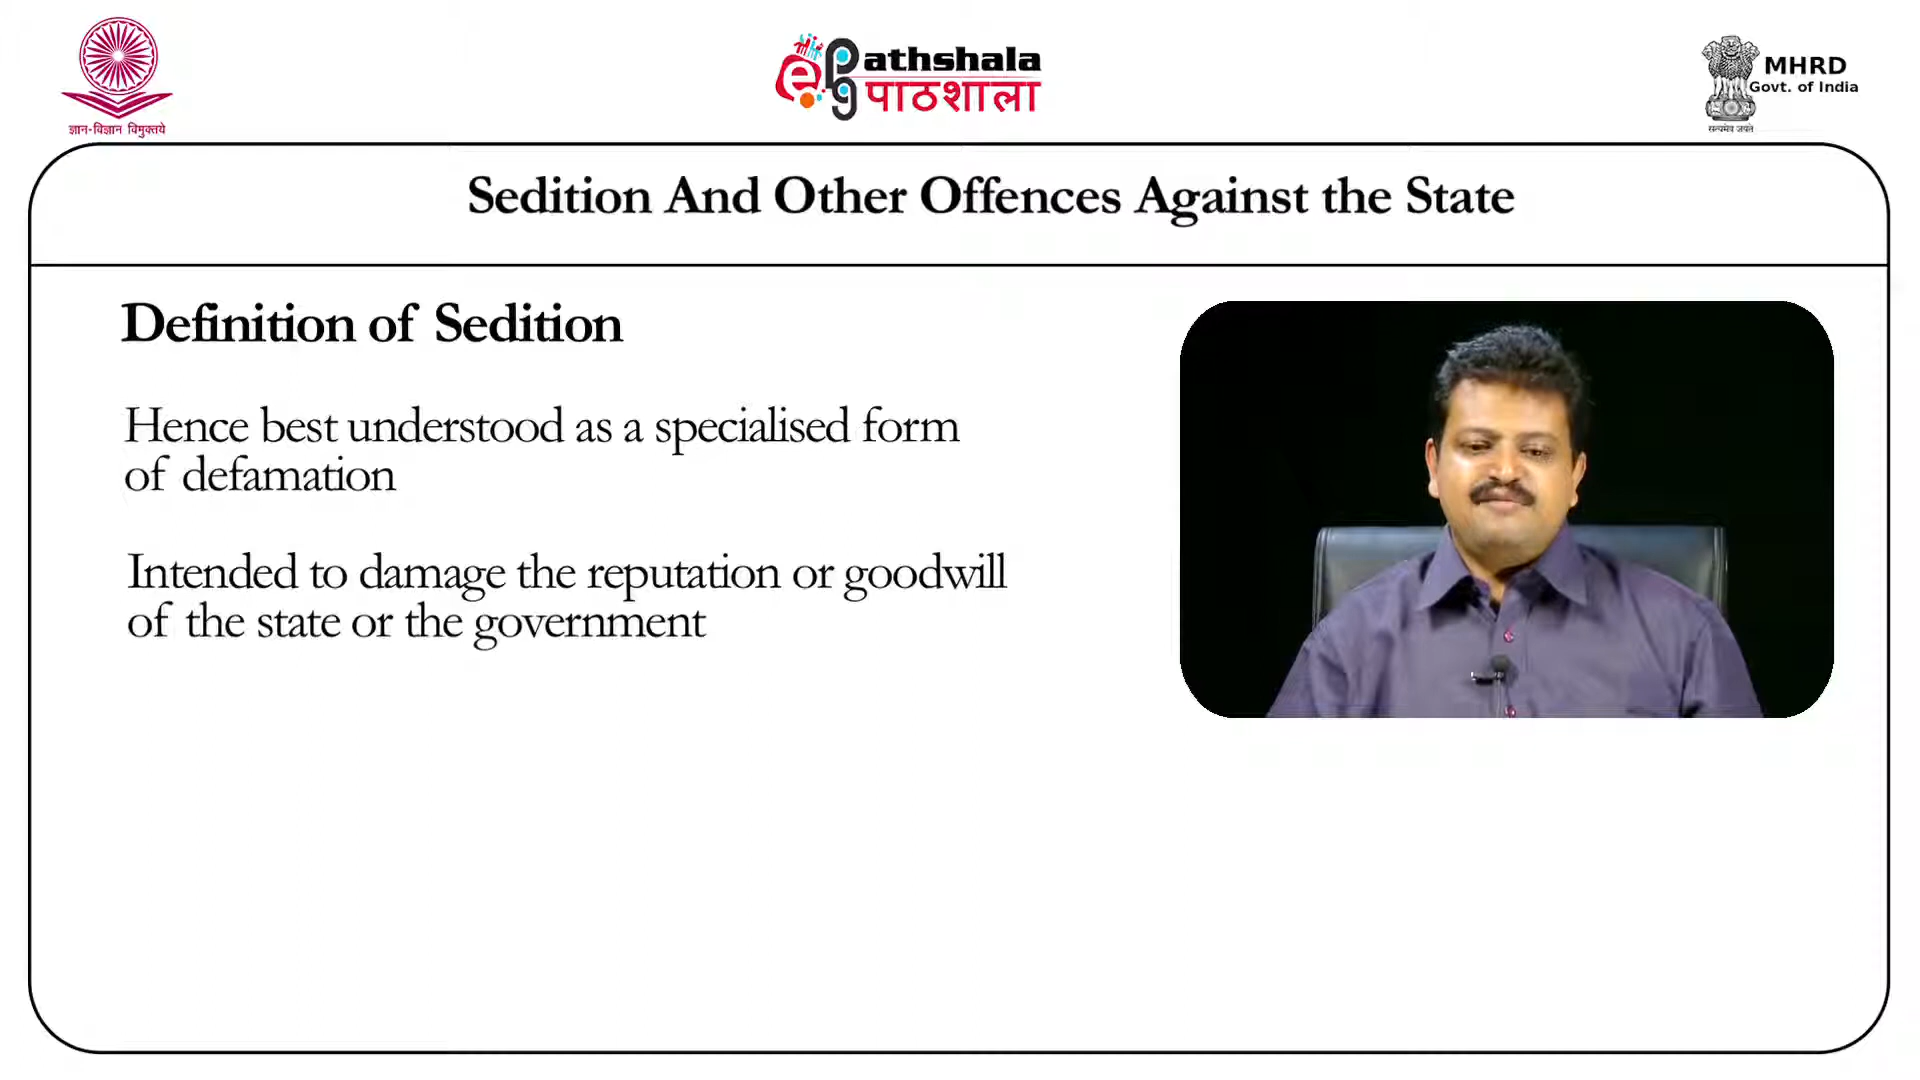 ज्ञान-विज्ञान विमुक्तये
ePG Pathshala
पाठशाला
MHRD
Govt. of India
सत्यमेव जयते
Sedition And Other Offences Against the State
Definition of Sedition
Hence best understood as a specialised form
of defamation
Intended to damage the reputation or goodwill
of the state or the government